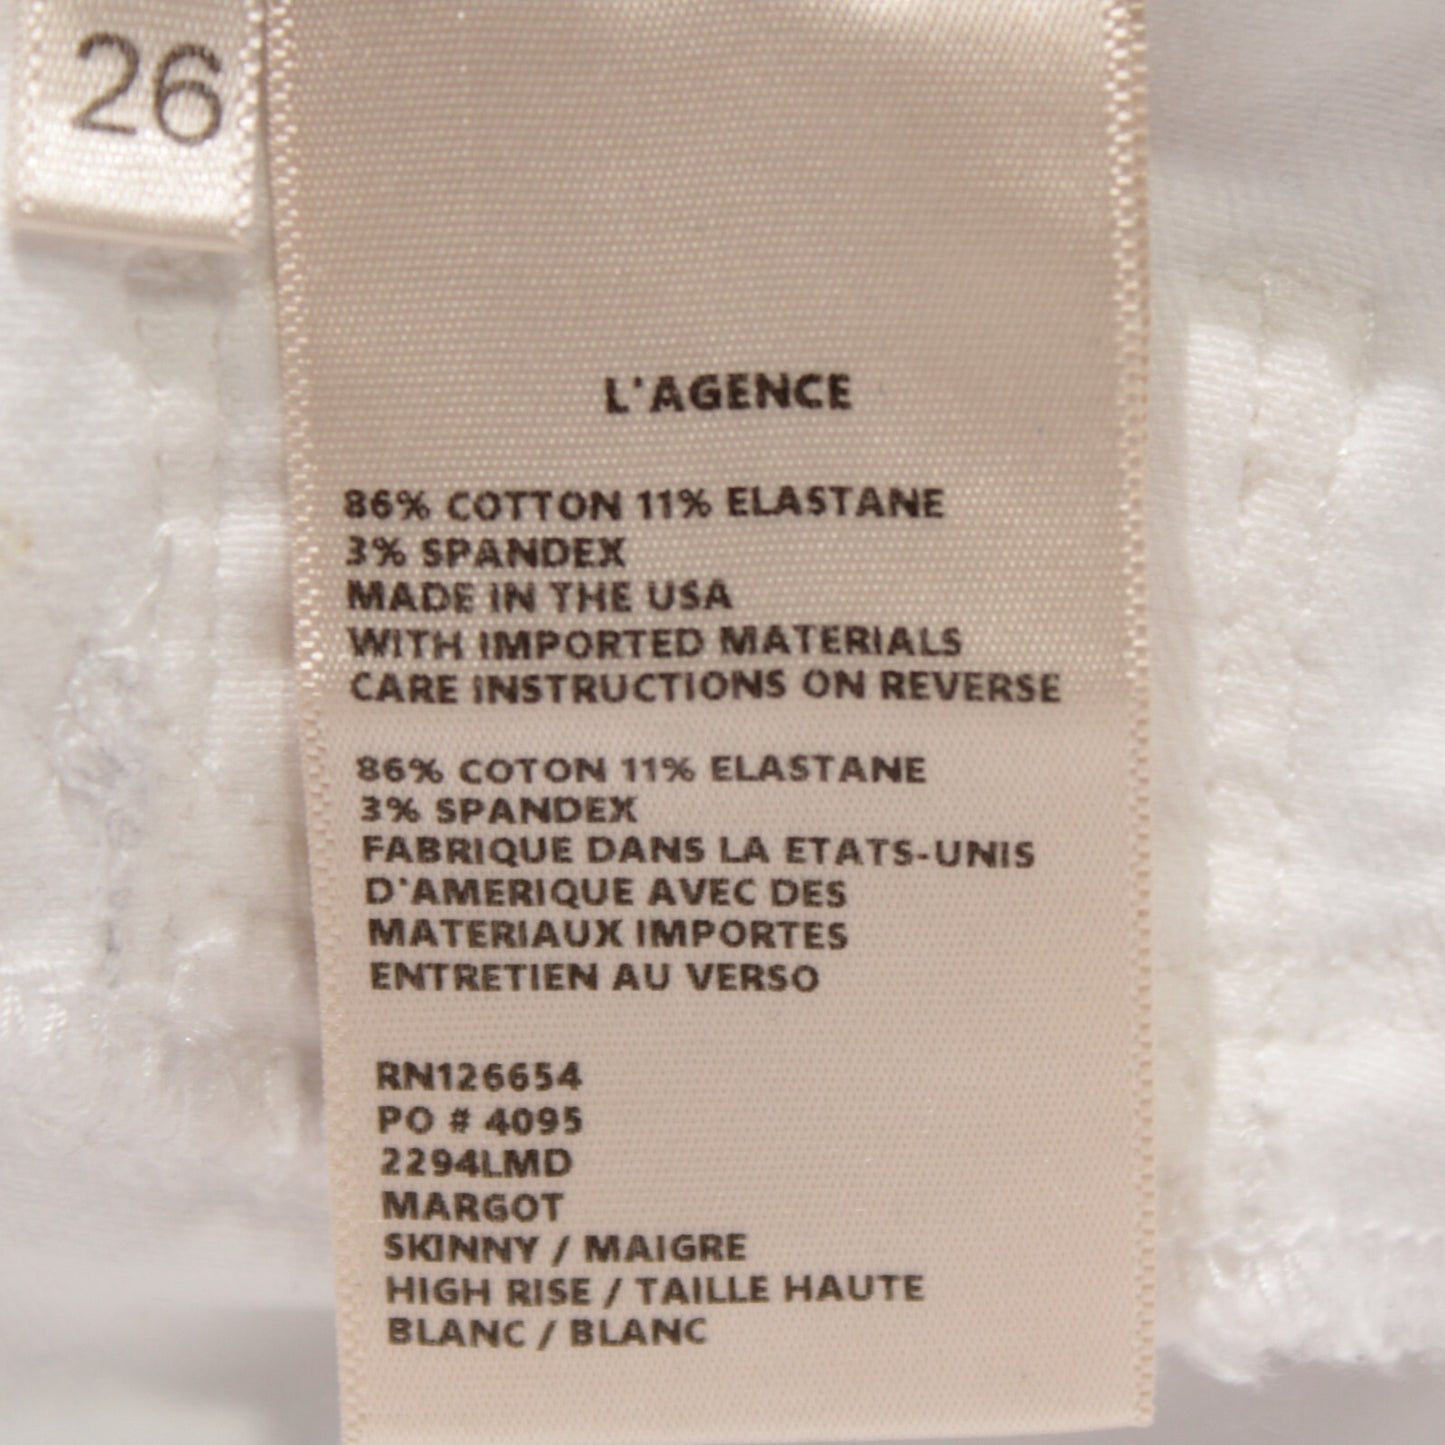 26
L'AGENCE
86% COTTON 11% ELASTANE
3% SPANDEX
MADE IN THE USA
WITH IMPORTED MATERIALS
CARE INSTRUCTIONS ON REVERSE
86% COTON 11% ELASTANE
3% SPANDEX
FABRIQUE DANS LA ETATS-UNIS
D'AMERIQUE AVEC DES
MATERIAUX IMPORTES
ENTRETIEN AU VERSO
RN126654
PO # 4095
2294LMD
MARGOT
SKINNY / MAIGRE
HIGH RISE / TAILLE HAUTE
BLANC / BLANC